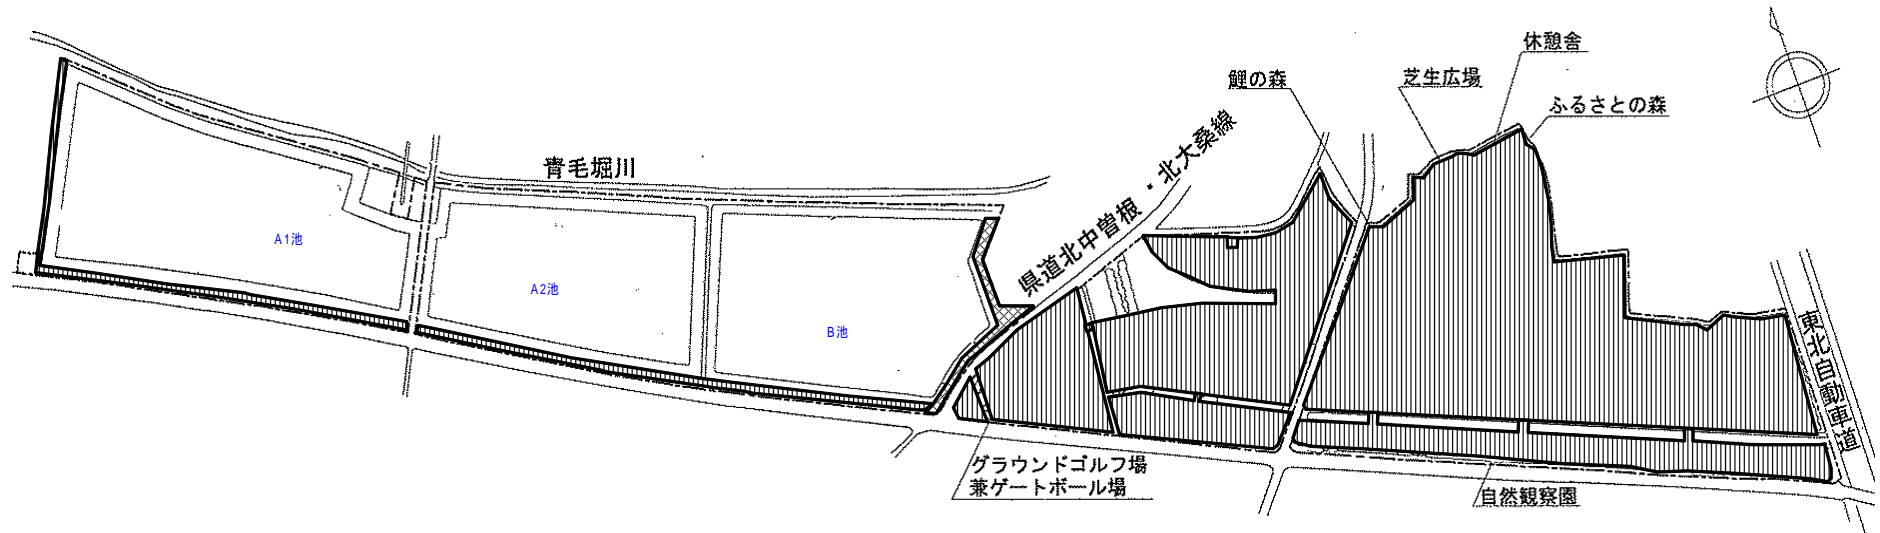 休憩舎
芝生広場
鯉の森
ふるさとの森
青毛堀川
県道北中曽根・北大桑線
A1池
A2池
B池
東北自動車道
グラウンドゴルフ場
兼ゲートボール場
自然観察園